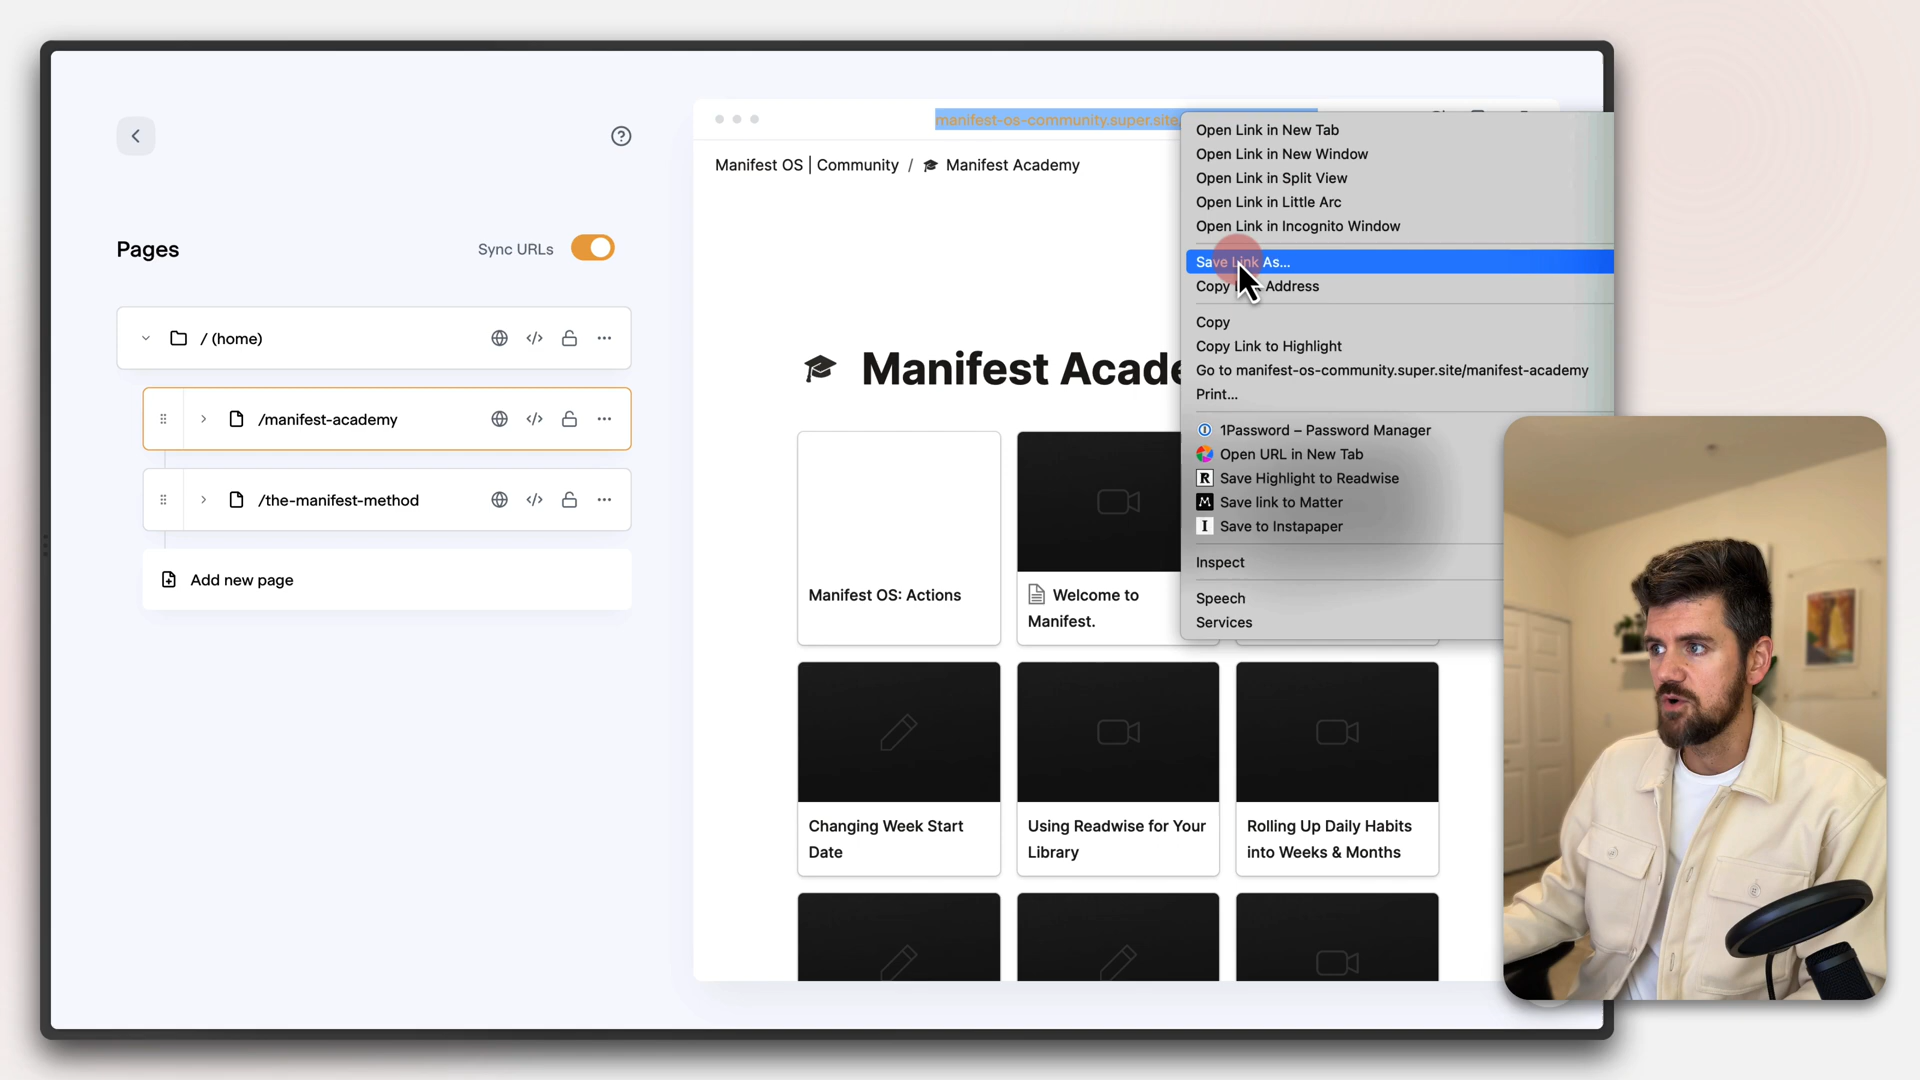 Pages
Sync URLs
/ (home)
/manifest-academy
/the-manifest-method
Add new page
manifest-os-community.super.site
Manifest OS | Community / Manifest Academy
Manifest Acade
Manifest OS: Actions
Welcome to
Manifest.
Changing Week Start
Date
Using Readwise for Your
Library
Rolling Up Daily Habits
into Weeks & Months
Open Link in New Tab
Open Link in New Window
Open Link in Split View
Open Link in Little Arc
Open Link in Incognito Window
Save Link As...
Copy Link Address
Copy
Copy Link to Highlight
Go to manifest-os-community.super.site/manifest-academy
Print...
1Password – Password Manager
Open URL in New Tab
R Save Highlight to Readwise
M Save link to Matter
I Save to Instapaper
Inspect
Speech
Services